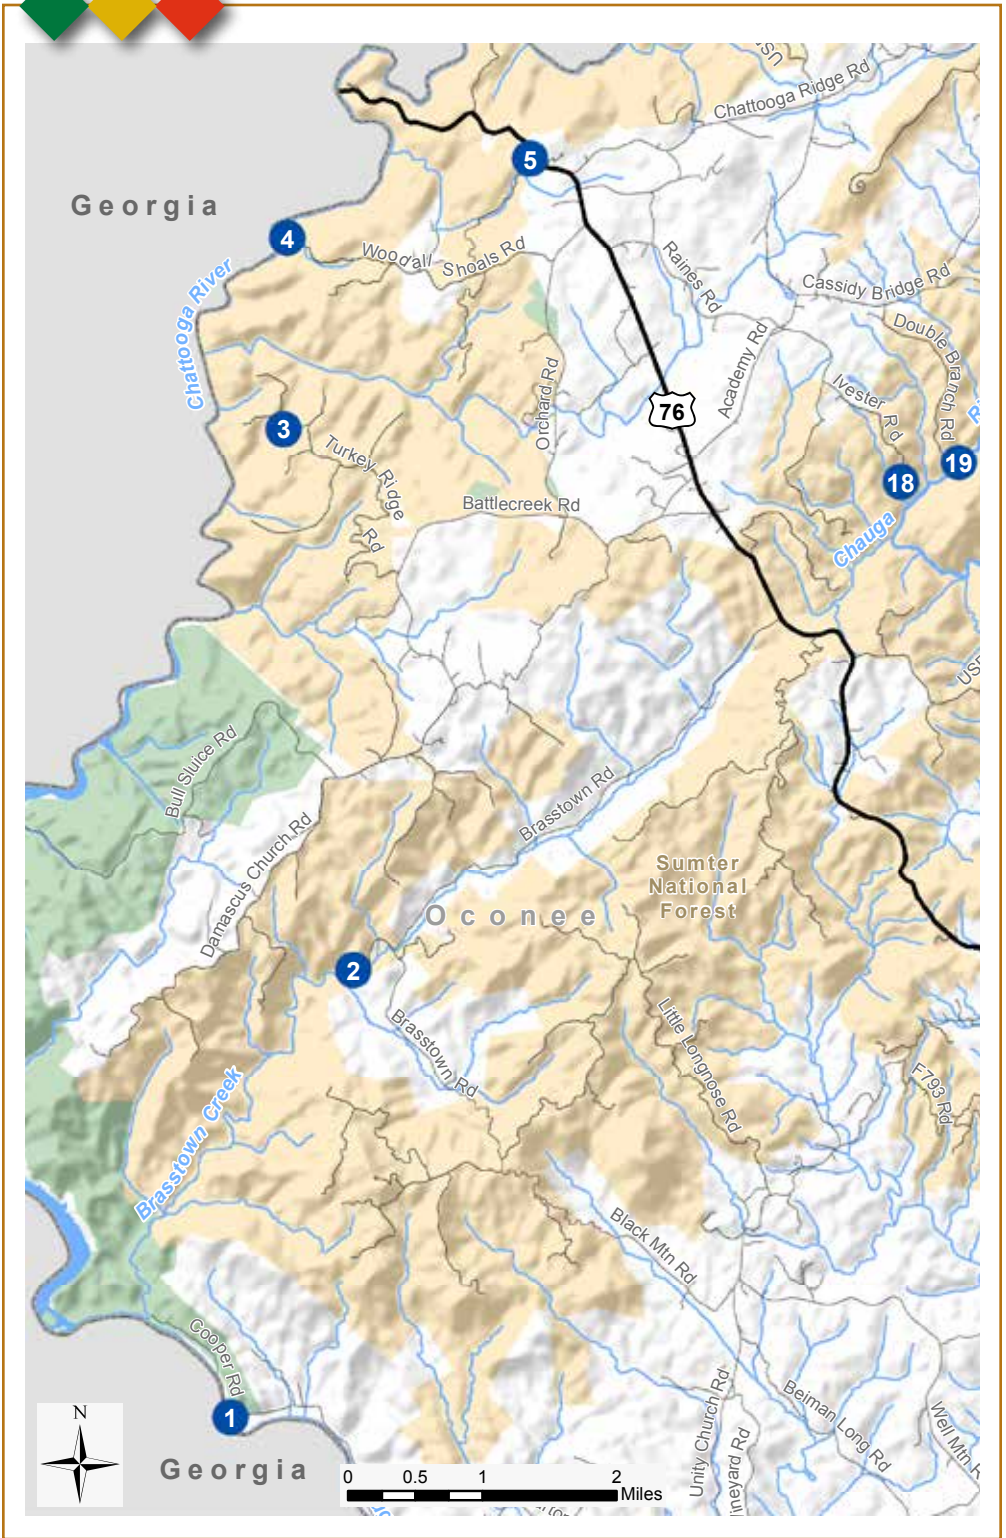 Chattooga Ridge Rd
5
Georgia
4
Woodall Shoals Rd
Raines Rd
Cassidy Bridge Rd
Chattooga River
Double Branch Rd
Academy Rd
Orchard Rd
Ivester Rd
76
3
Turkey Ridge Rd
19
18
Battlecreek Rd
Chauga
Bull Sluice Rd
Brasstown Rd
Damascus Church Rd
Sumter
National
Forest
Oconee
2
Brasstown Rd
Little Longnose Rd
F793 Rd
Brasstown Creek
Black Mtn Rd
Cooper Rd
1
Unity Church Rd
Beiman Long Rd
Well Mtn R
ineyard Rd
N
Georgia
0 0.5 1 2
Miles